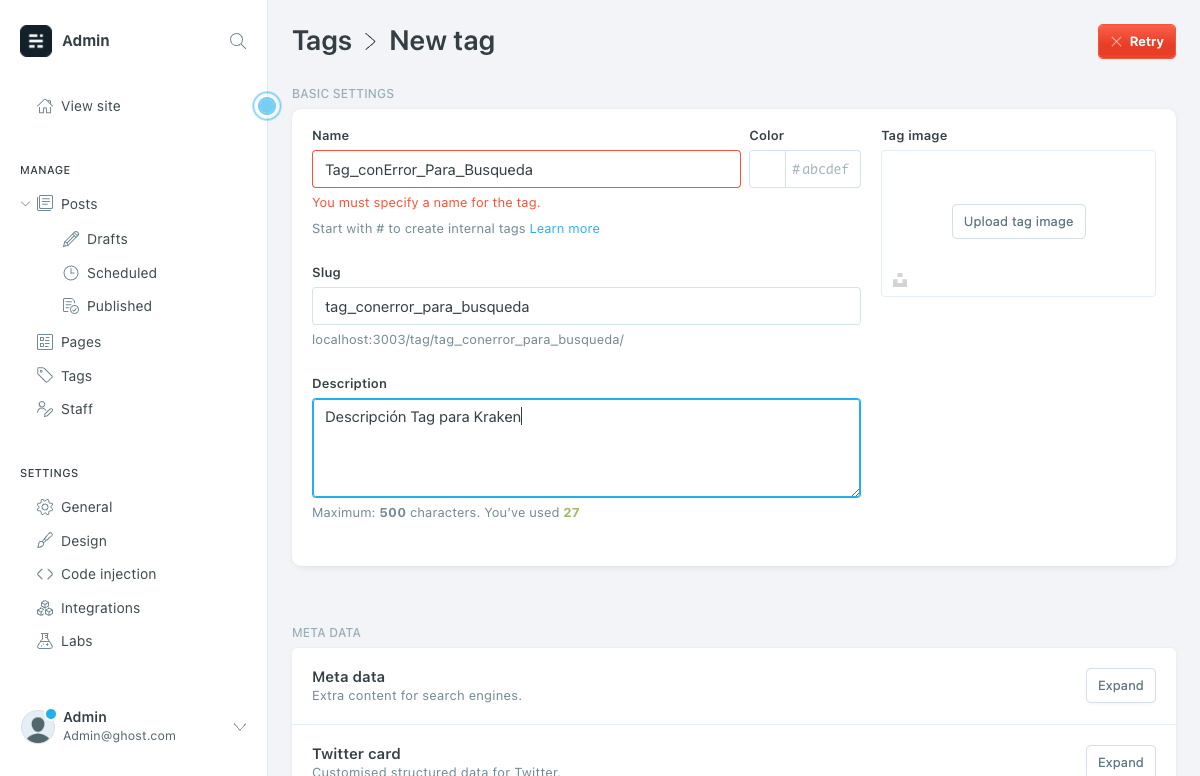 Admin
View site
MANAGE
Posts
Drafts
Scheduled
Published
Pages
Tags
Staff
SETTINGS
General
Design
Code injection
Integrations
Labs
Admin
Admin@ghost.com
Tags > New tag
Retry
BASIC SETTINGS
Name
Tag_conError_Para_Busqueda
You must specify a name for the tag.
Start with # to create internal tags Learn more
Color
#abcdef
Tag image
Upload tag image
Slug
tag_conerror_para_busqueda
localhost:3003/tag/tag_conerror_para_busqueda/
Description
Descripción Tag para Kraken
Maximum: 500 characters. You’ve used 27
META DATA
Meta data
Extra content for search engines.
Expand
Twitter card
Customised structured data for Twitter.
Expand